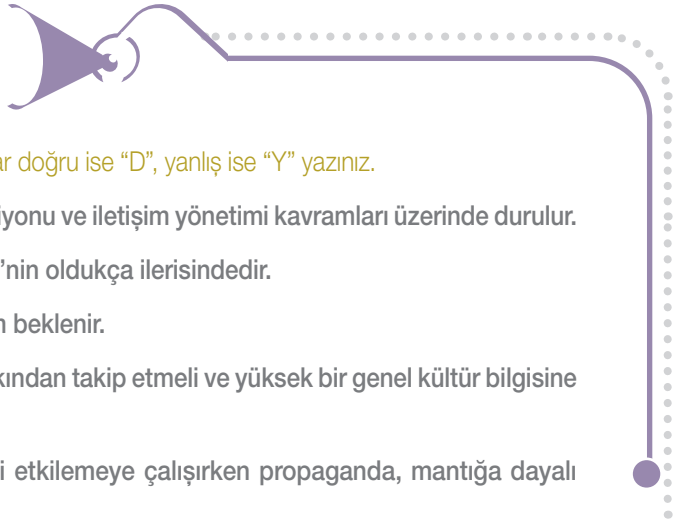 ar doğru ise “D”, yanlış ise “Y” yazınız.
iyonu ve iletişim yönetimi kavramları üzerinde durulur.
’nin oldukça ilerisindedir.
beklenir.
kından takip etmeli ve yüksek bir genel kültür bilgisine
i etkilemeye çalışırken propaganda, mantığa dayalı